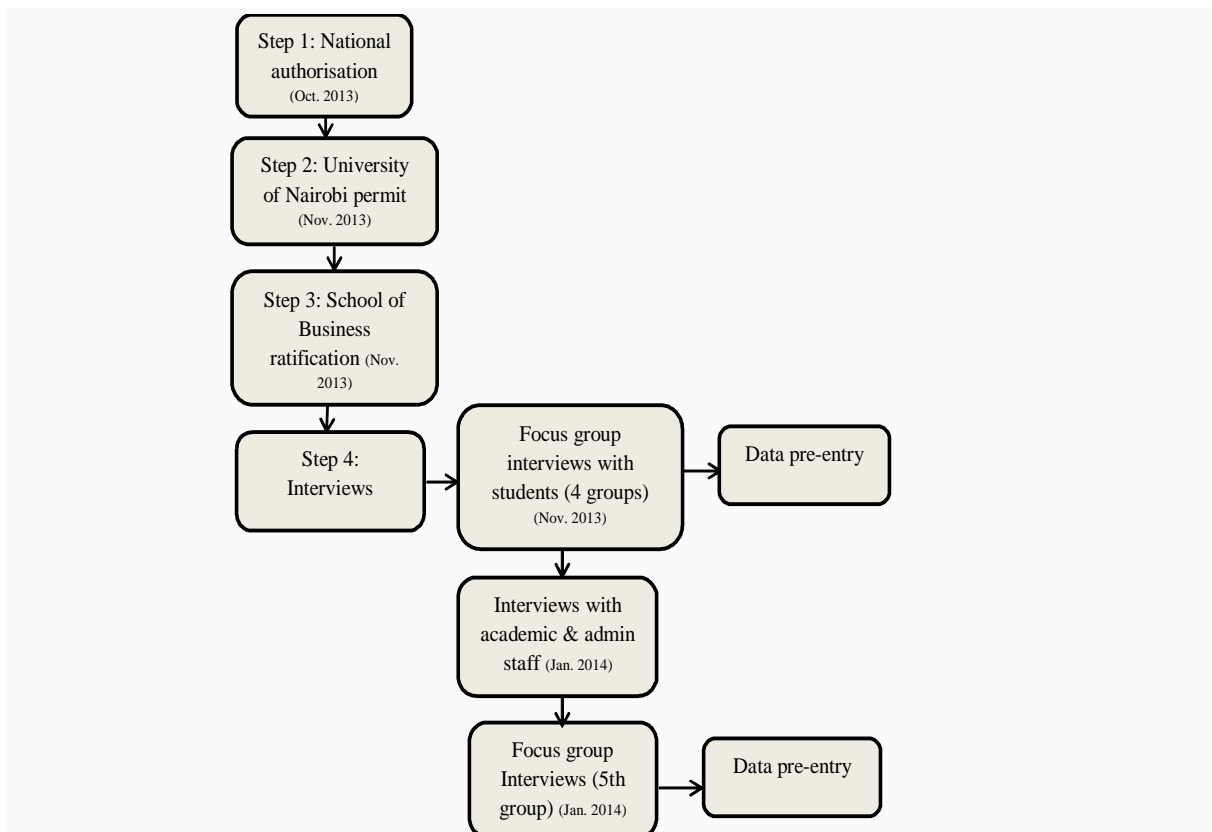 Step 1: National
authorisation
(Oct. 2013)
Step 2: University
of Nairobi permit
(Nov. 2013)
Step 3: School of
Business
ratification (Nov.
2013)
Step 4:
Interviews
Focus group
interviews with
students (4 groups)
(Nov. 2013)
Data pre-entry
Interviews with
academic & admin
staff (Jan. 2014)
Focus group
Interviews (5th
group) (Jan. 2014)
Data pre-entry